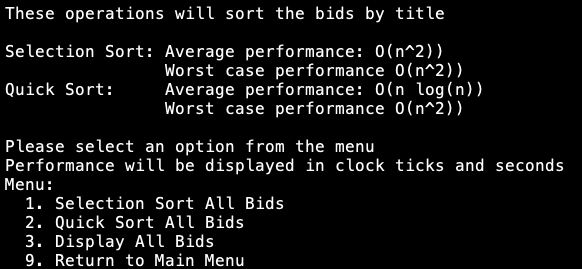 These operations will sort the bids by title
Selection Sort: Average performance: O(n^2))
Worst case performance O(n^2))
Quick Sort: Average performance: O(n log(n))
Worst case performance O(n^2))
Please select an option from the menu
Performance will be displayed in clock ticks and seconds
Menu:
1. Selection Sort All Bids
2. Quick Sort All Bids
3. Display All Bids
9. Return to Main Menu